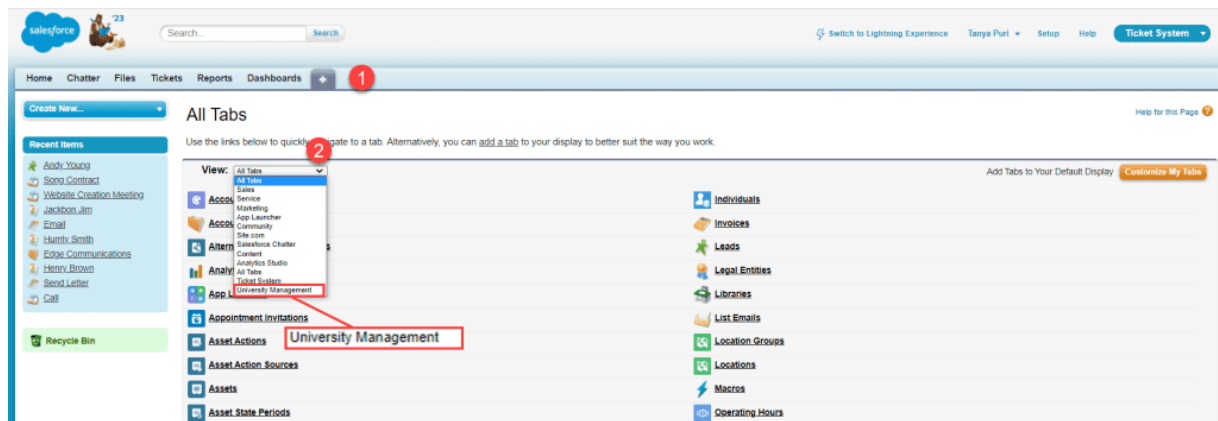 salesforce
'23
Search...
Search
Switch to Lightning Experience
Tanya Puri
Setup
Help
Ticket System
Home
Chatter
Files
Tickets
Reports
Dashboards
+
1
Create New...
All Tabs
Help for this Page
?
Use the links below to quickly navigate to a tab. Alternatively, you can add a tab to your display to better suit the way you work.
2
Recent Items
Andy Young
Song Contract
Website Creation Meeting
Jackbon Jim
Email
Humty Smith
Edge Communications
Henry Brown
Send Letter
Call
Recycle Bin
View:
All Tabs
Add Tabs to Your Default Display
Customize My Tabs
All Tabs
Sales
Service
Marketing
App Launcher
Community
Site.com
Salesforce Chatter
Content
Analytics Studio
All Tabs
Ticket System
University Management
University Management
Accou
Accou
Altern
s
Analy
App L
Appointment Invitations
Asset Actions
Asset Action Sources
Assets
Asset State Periods
Individuals
Invoices
Leads
Legal Entities
Libraries
List Emails
Location Groups
Locations
Macros
Operating Hours